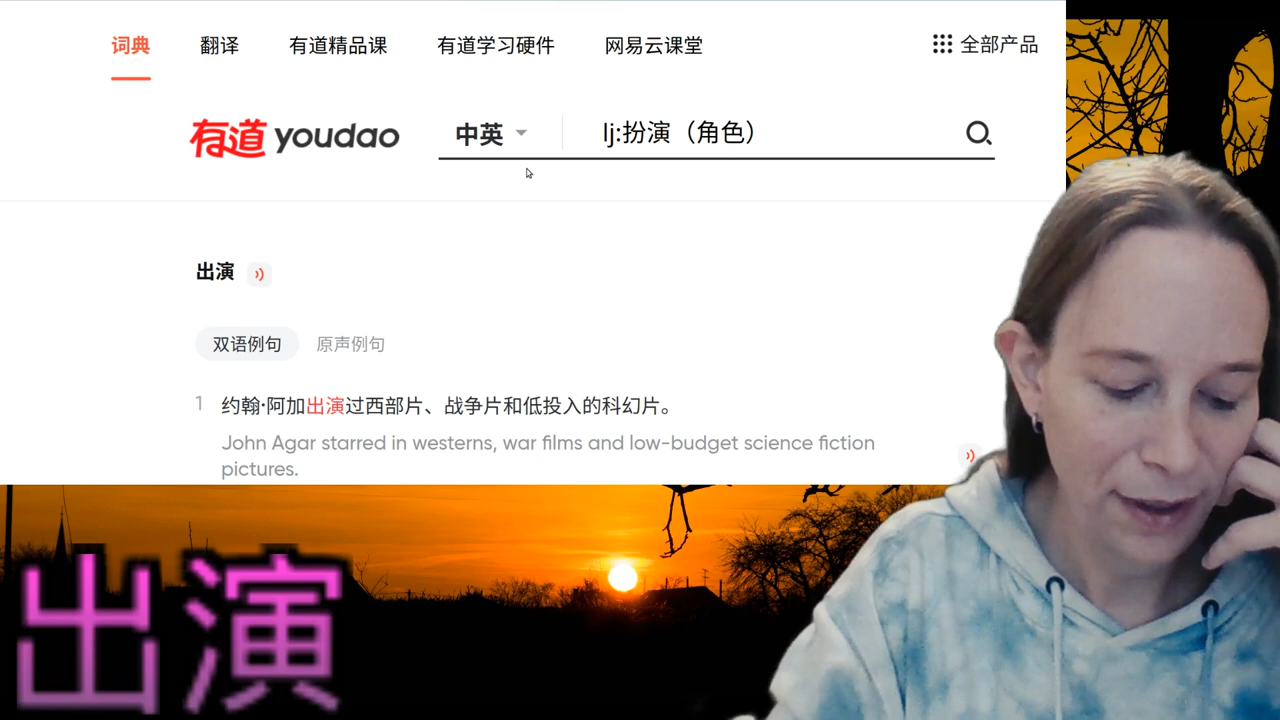 词典 翻译 有道精品课 有道学习硬件 网易云课堂 全部产品
有道 youdao 中英 lj:扮演（角色）
出演
双语例句 原声例句
1 约翰·阿加出演过西部片、战争片和低投入的科幻片。
John Agar starred in westerns, war films and low-budget science fiction
pictures.
出演